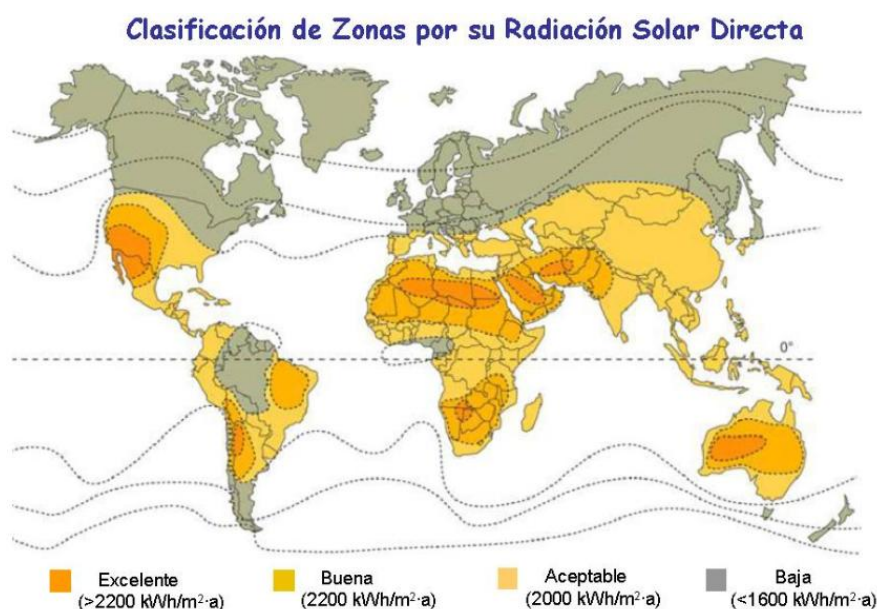 Clasificación de Zonas por su Radiación Solar Directa
0°
Excelente
(>2200 kWh/m²·a)
Buena
(2200 kWh/m²·a)
Aceptable
(2000 kWh/m²·a)
Baja
(<1600 kWh/m²·a)